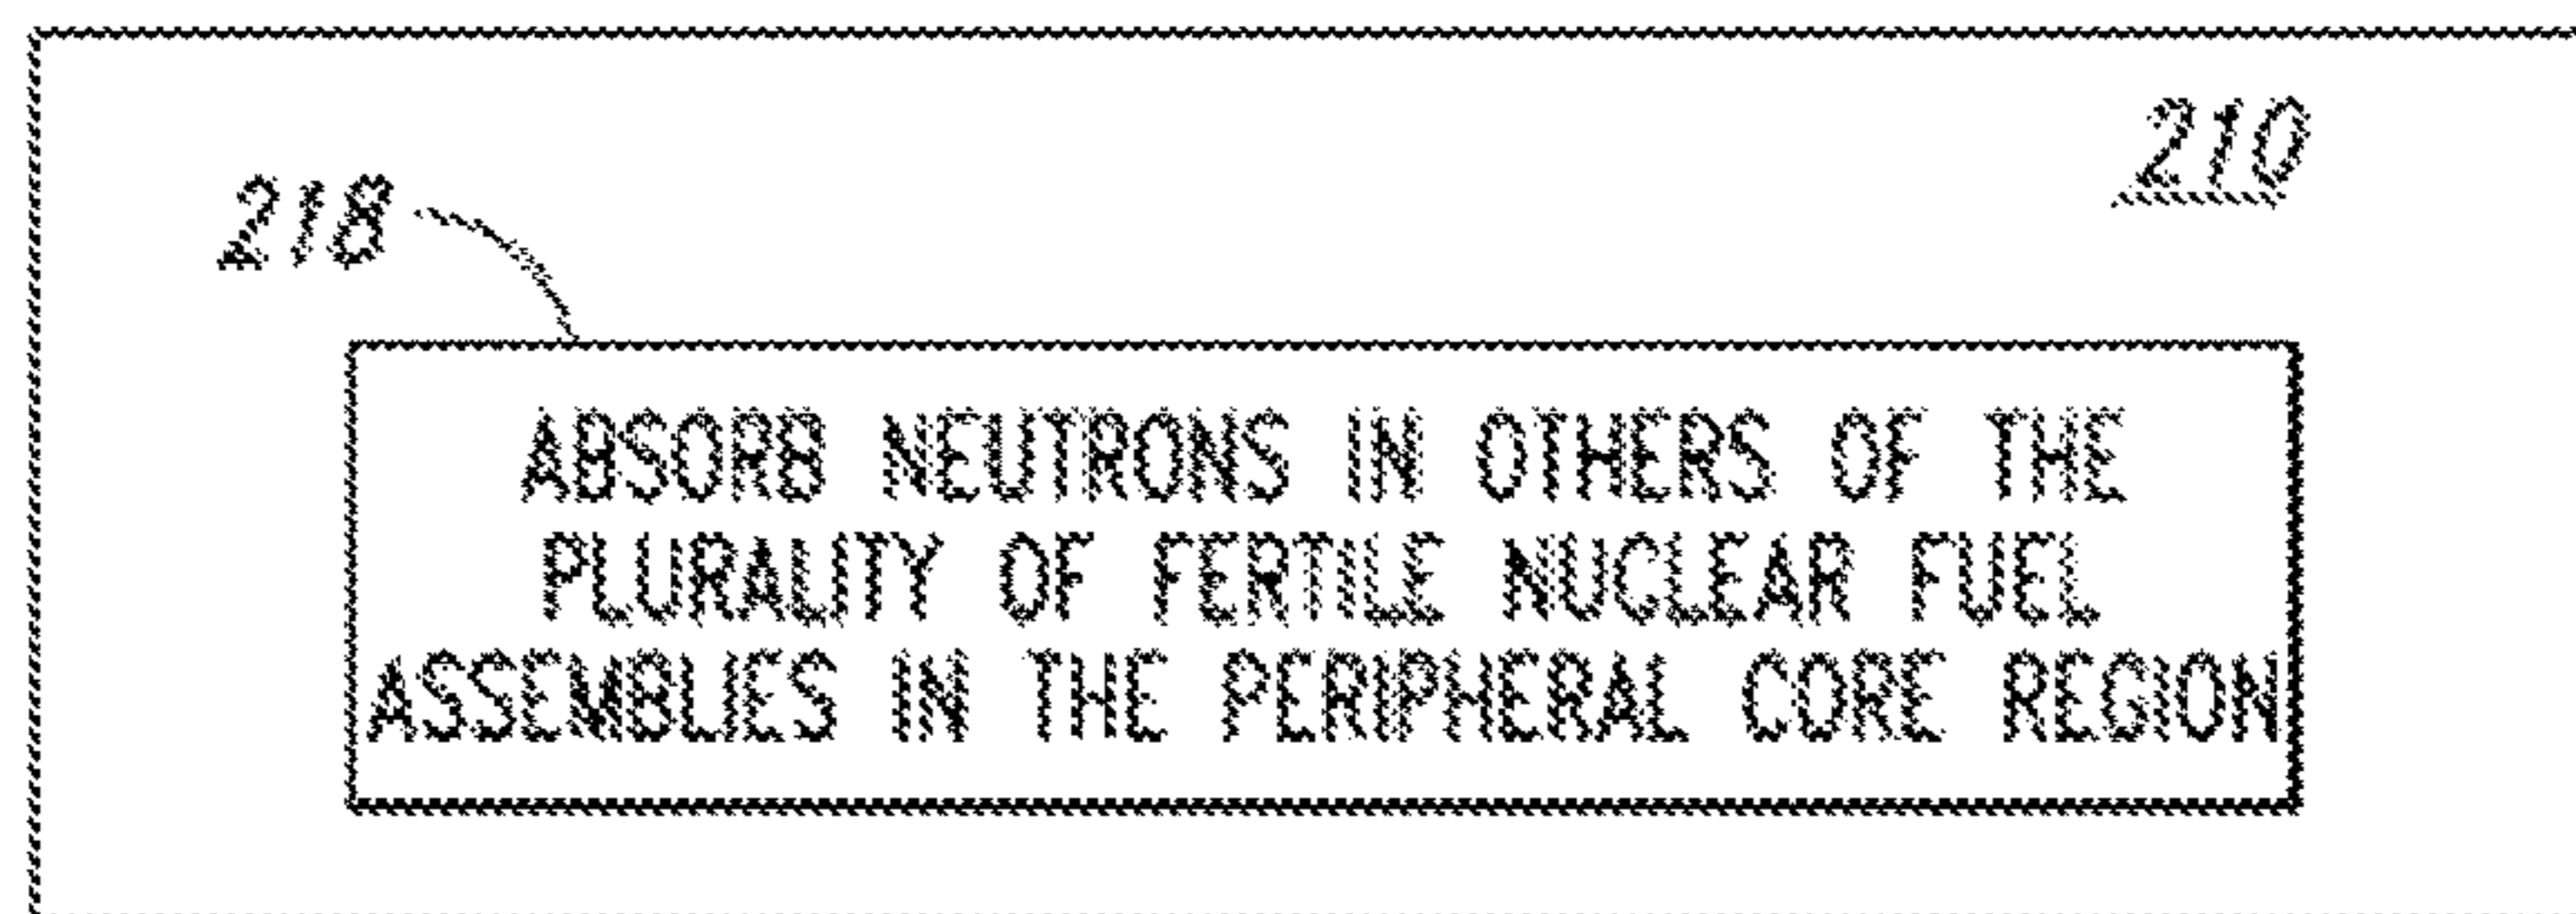 210
218
ABSORB NEUTRONS IN OTHERS OF THE
PLURALITY OF FERTILE NUCLEAR FUEL
ASSEMBLIES IN THE PERIPHERAL CORE REGION